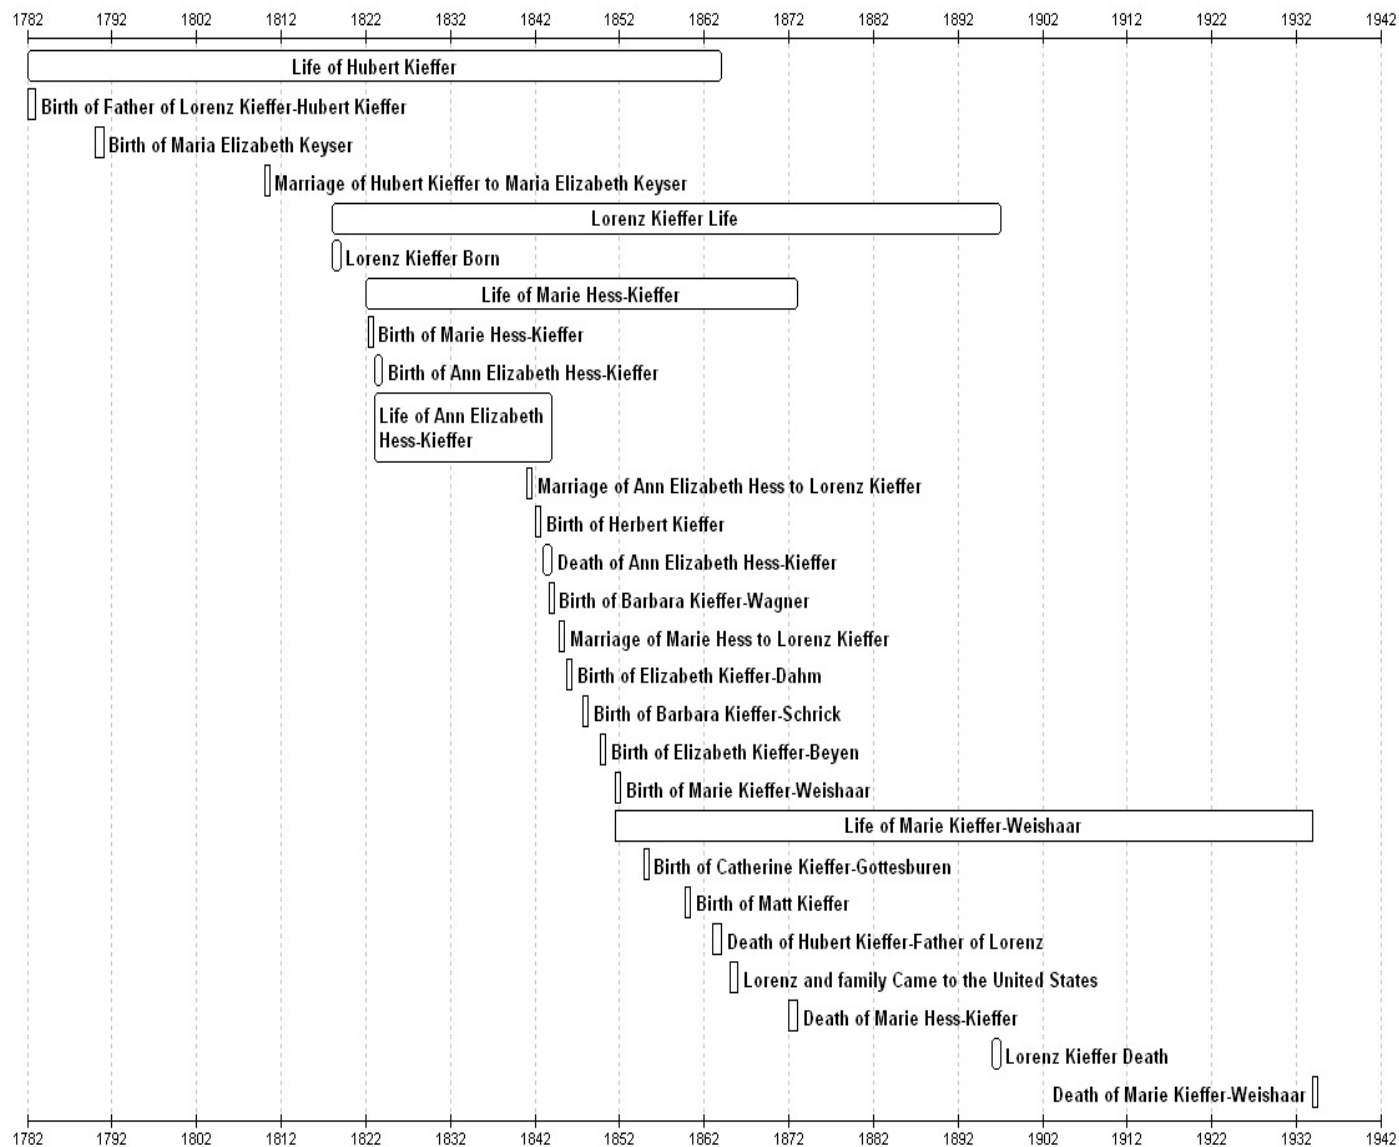 1782 1792 1802 1812 1822 1832 1842 1852 1862 1872 1882 1892 1902 1912 1922 1932 1942
Life of Hubert Kieffer
Birth of Father of Lorenz Kieffer-Hubert Kieffer
Birth of Maria Elizabeth Keyser
Marriage of Hubert Kieffer to Maria Elizabeth Keyser
Lorenz Kieffer Life
Lorenz Kieffer Born
Life of Marie Hess-Kieffer
Birth of Marie Hess-Kieffer
Birth of Ann Elizabeth Hess-Kieffer
Life of Ann Elizabeth
Hess-Kieffer
Marriage of Ann Elizabeth Hess to Lorenz Kieffer
Birth of Herbert Kieffer
Death of Ann Elizabeth Hess-Kieffer
Birth of Barbara Kieffer-Wagner
Marriage of Marie Hess to Lorenz Kieffer
Birth of Elizabeth Kieffer-Dahm
Birth of Barbara Kieffer-Schrick
Birth of Elizabeth Kieffer-Beyen
Birth of Marie Kieffer-Weishaar
Life of Marie Kieffer-Weishaar
Birth of Catherine Kieffer-Gottesburen
Birth of Matt Kieffer
Death of Hubert Kieffer-Father of Lorenz
Lorenz and family Came to the United States
Death of Marie Hess-Kieffer
Lorenz Kieffer Death
Death of Marie Kieffer-Weishaar
1782 1792 1802 1812 1822 1832 1842 1852 1862 1872 1882 1892 1902 1912 1922 1932 1942